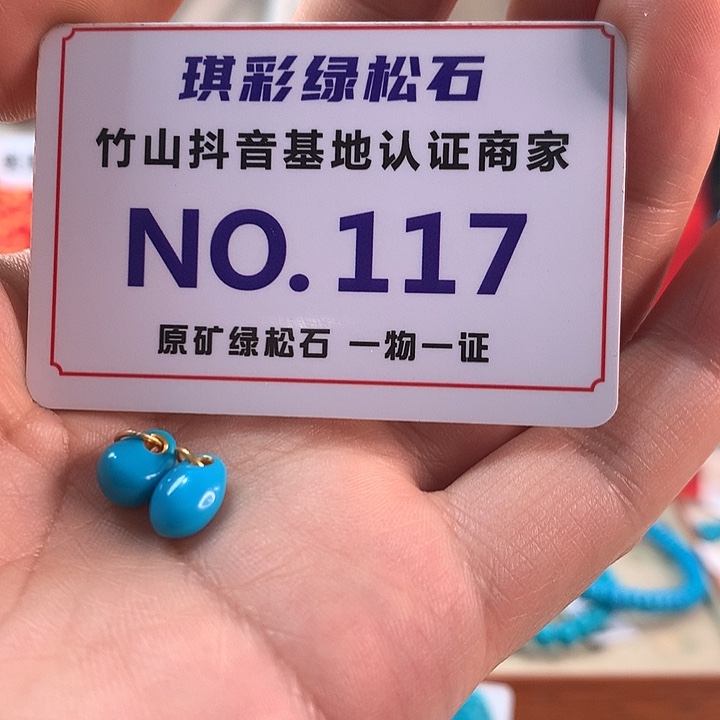 琪彩绿松石
竹山抖音基地认证商家
NO.117
原矿绿松石 一物一证